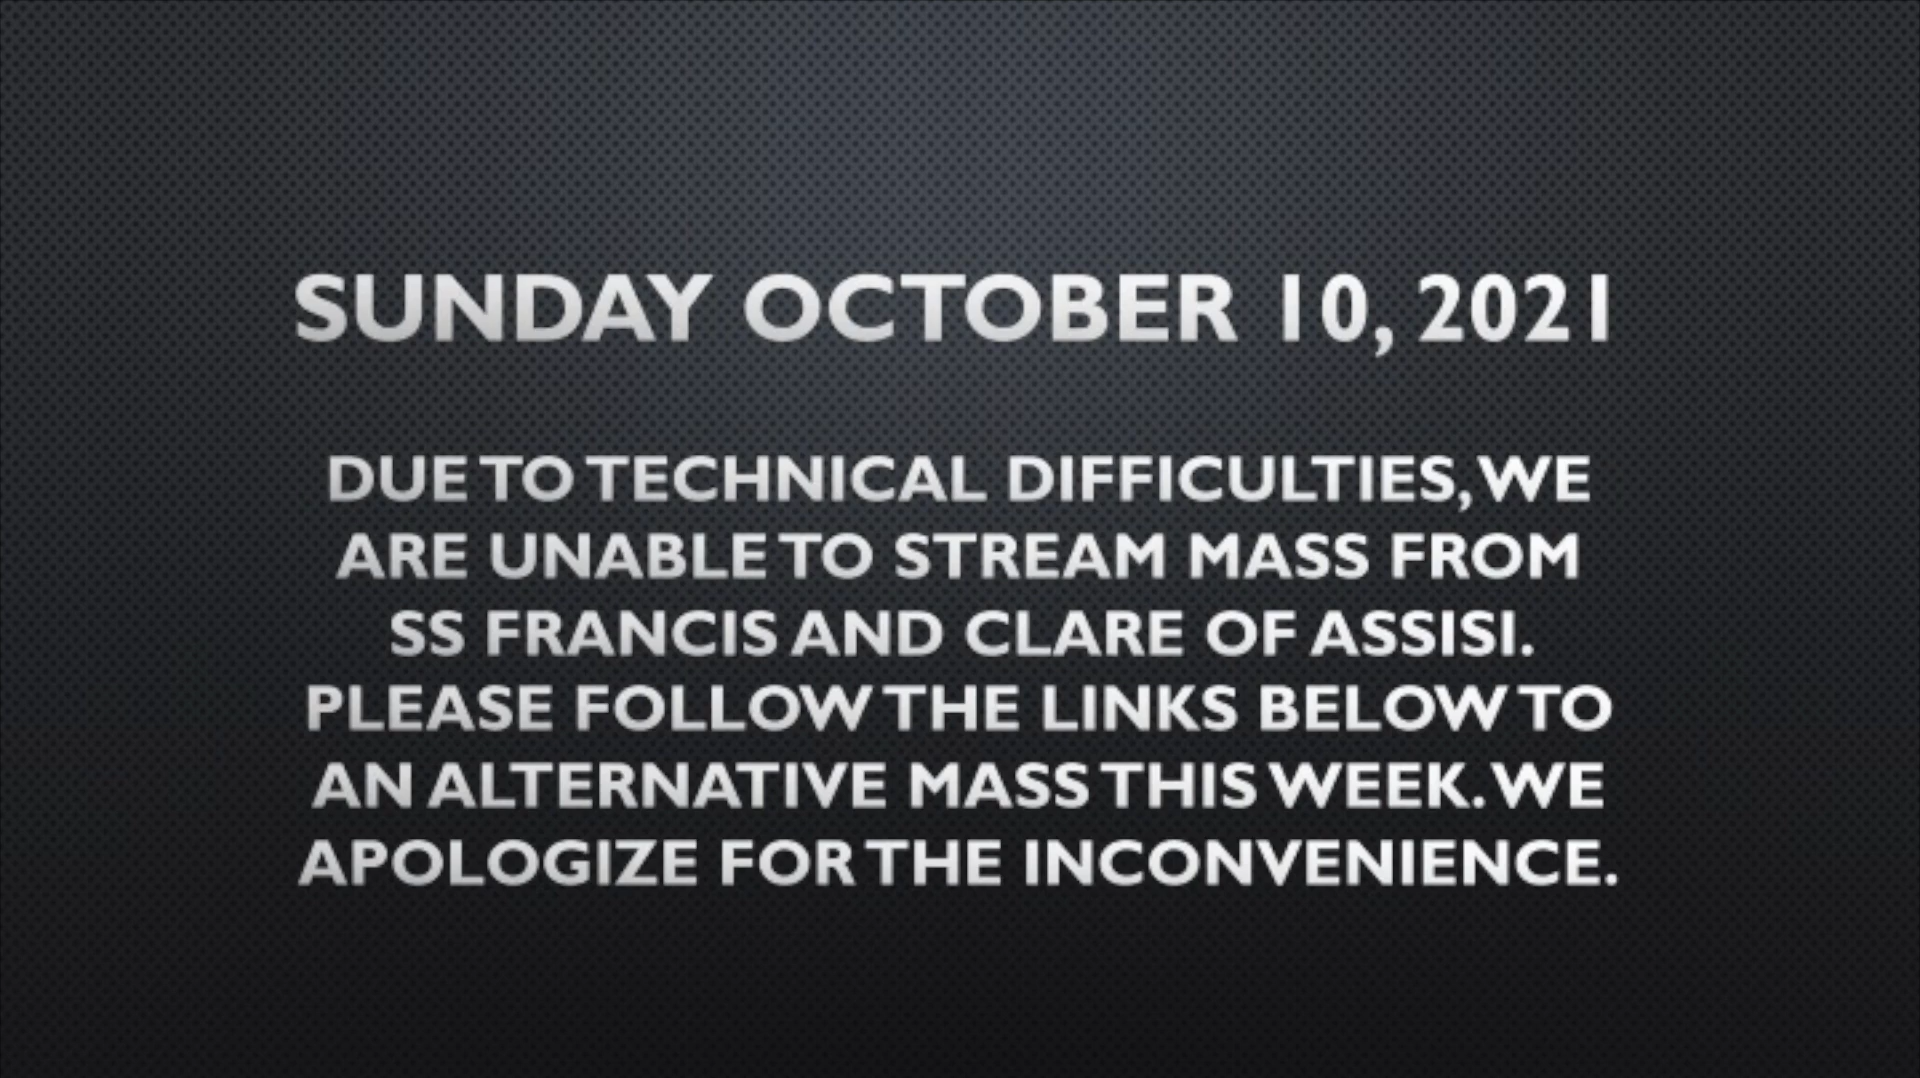 SUNDAY OCTOBER 10, 2021
DUE TO TECHNICAL DIFFICULTIES, WE
ARE UNABLE TO STREAM MASS FROM
SS FRANCIS AND CLARE OF ASSISI.
PLEASE FOLLOW THE LINKS BELOW TO
AN ALTERNATIVE MASS THIS WEEK. WE
APOLOGIZE FOR THE INCONVENIENCE.